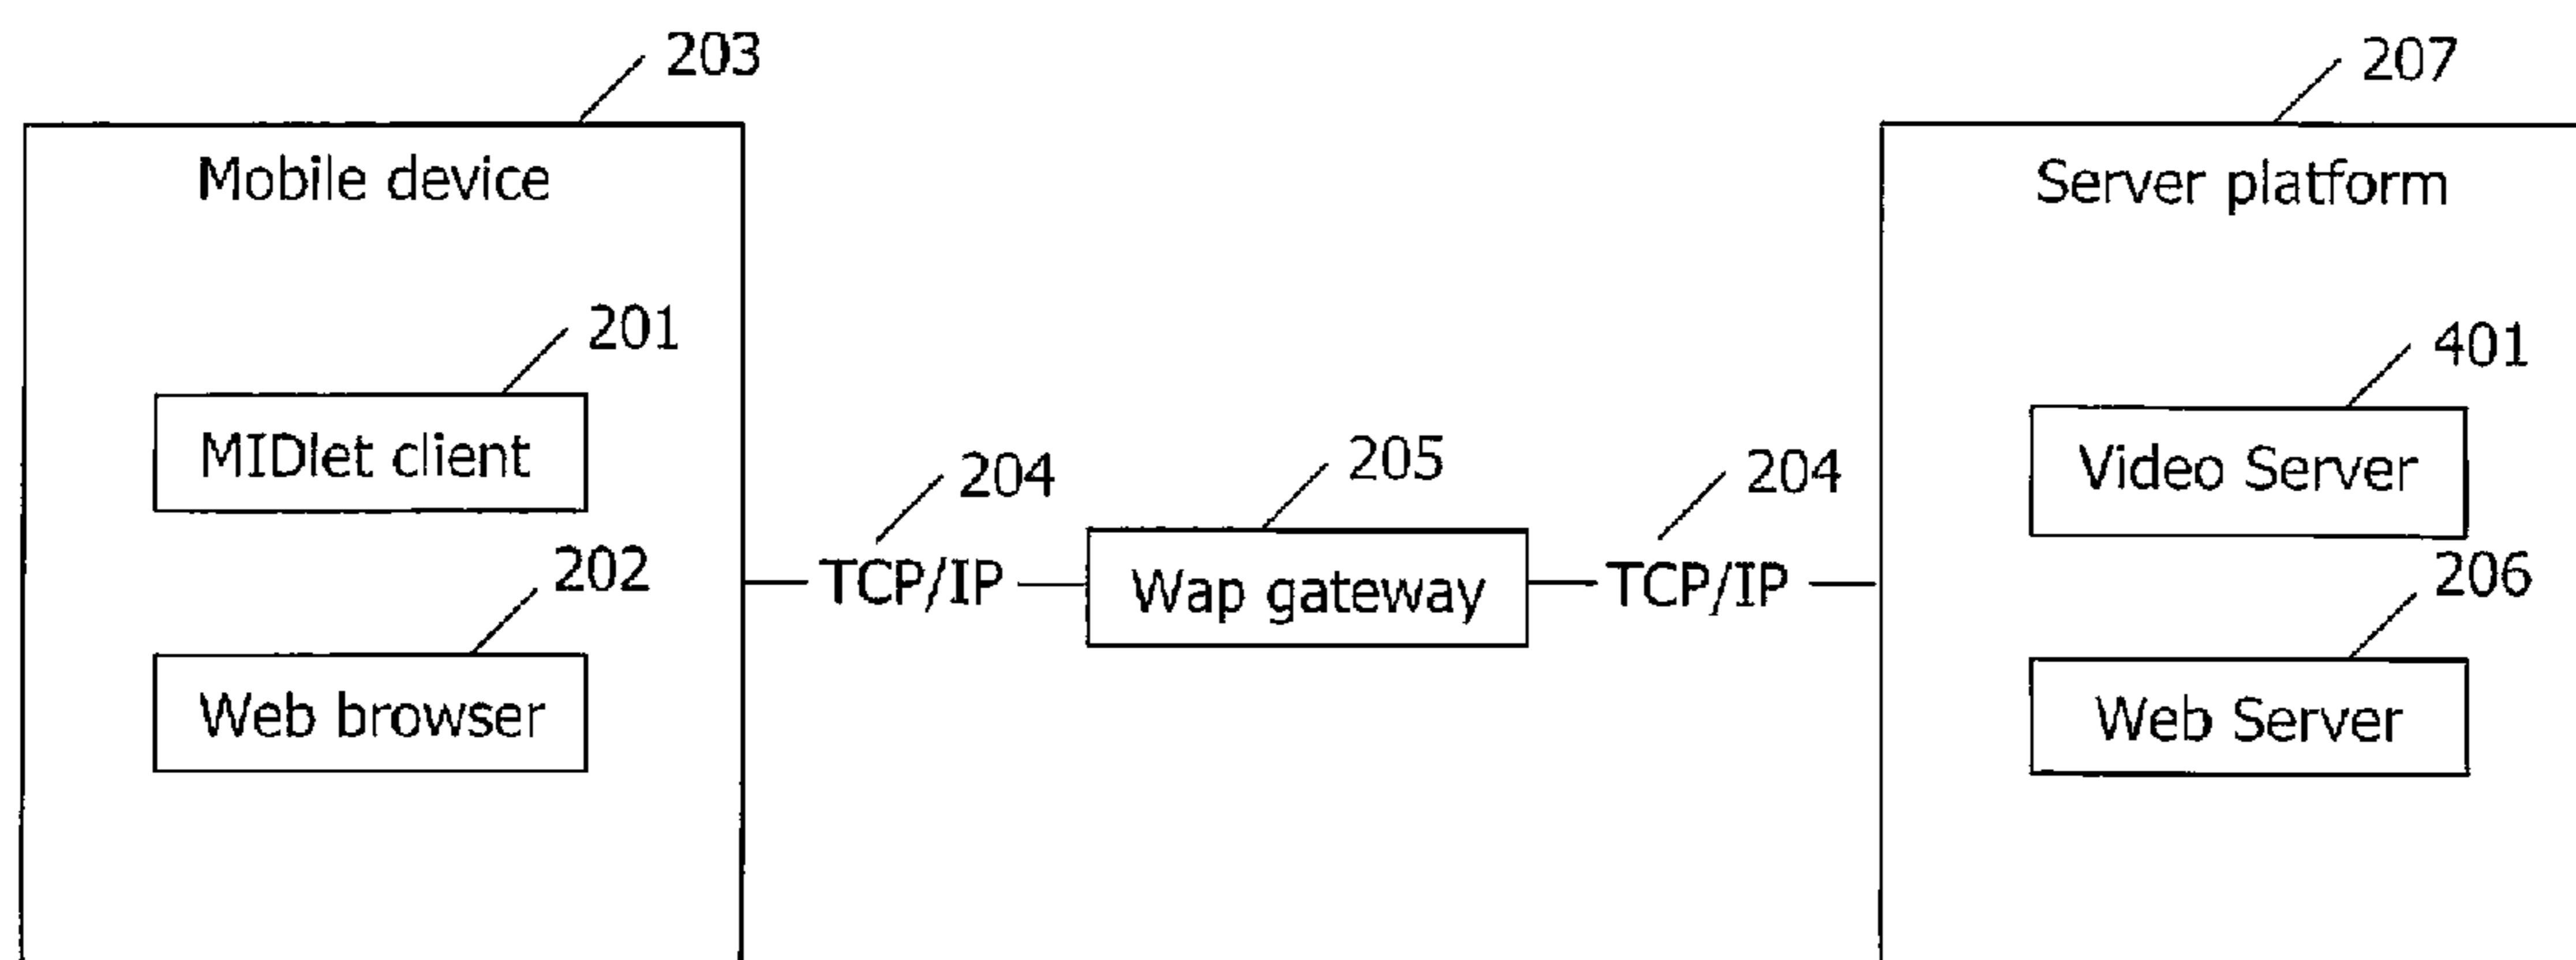 203
207
Mobile device
Server platform
201
401
MIDlet client
Video Server
204
205
204
202
TCP/IP
Wap gateway
TCP/IP
206
Web browser
Web Server